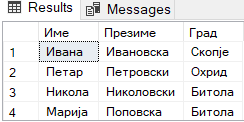 Results Messages
Име Презиме Град
1 Ивана Ивановска Скопје
2 Петар Петровски Охрид
3 Никола Николовски Битола
4 Марија Поповска Битола